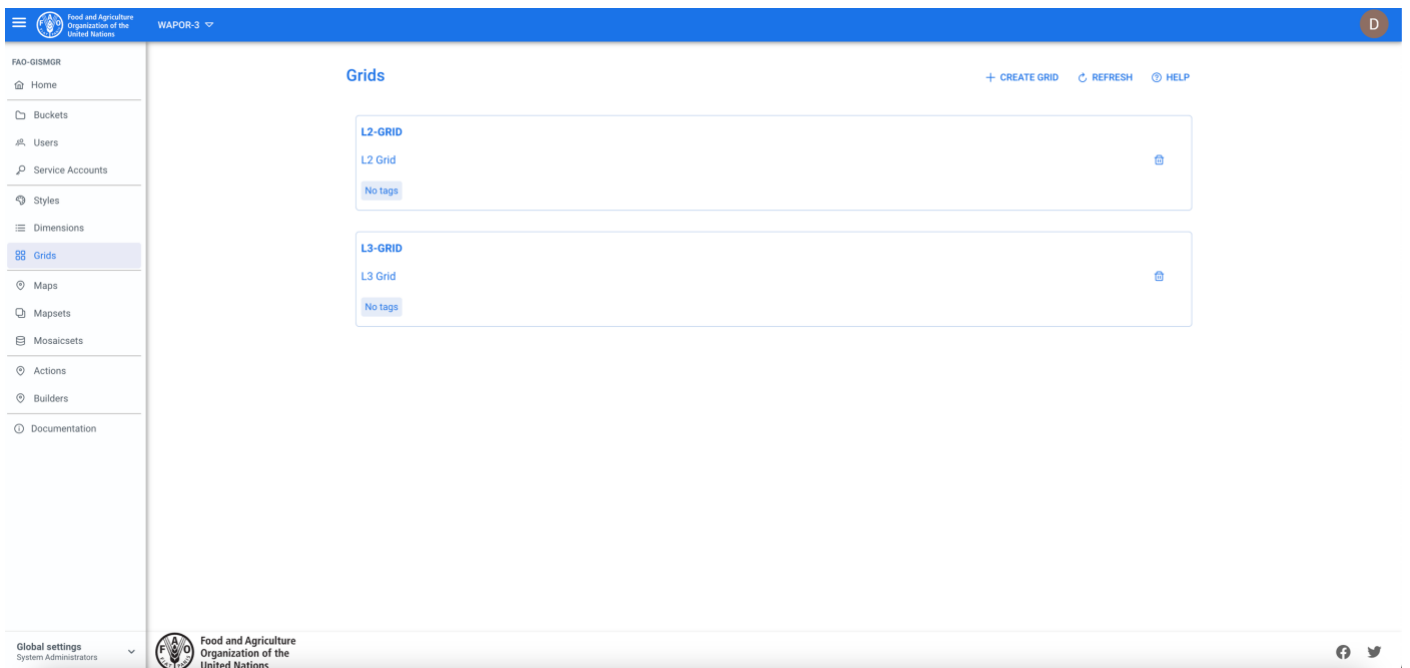 Food and Agriculture
Organization of the
United Nations
WAPOR-3
D
FAO-GISMGR
Home
Buckets
Users
Service Accounts
Styles
Dimensions
Grids
Maps
Mapsets
Mosaicsets
Actions
Builders
Documentation
Global settings
System Administrators
Grids
CREATE GRID
REFRESH
HELP
L2-GRID
L2 Grid
No tags
L3-GRID
L3 Grid
No tags
FAO
Food and Agriculture
Organization of the
United Nations